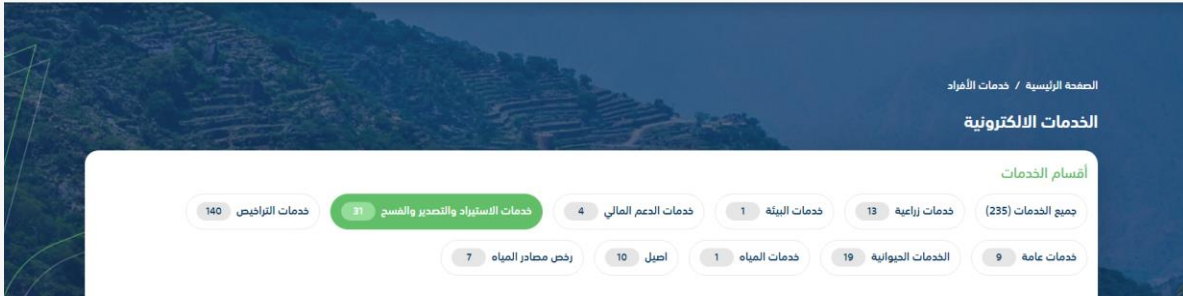 الصفحة الرئيسية / خدمات الأفراد
الخدمات الالكترونية
أقسام الخدمات
جميع الخدمات (235) خدمات زراعية 13 خدمات البيئة 1 خدمات الدعم المالي 4 خدمات الاستيراد والتصدير والفسح 31 خدمات التراخيص 140
خدمات عامة 9 الخدمات الحيوانية 19 خدمات المياه 1 اصيل 10 رخص مصادر المياه 7